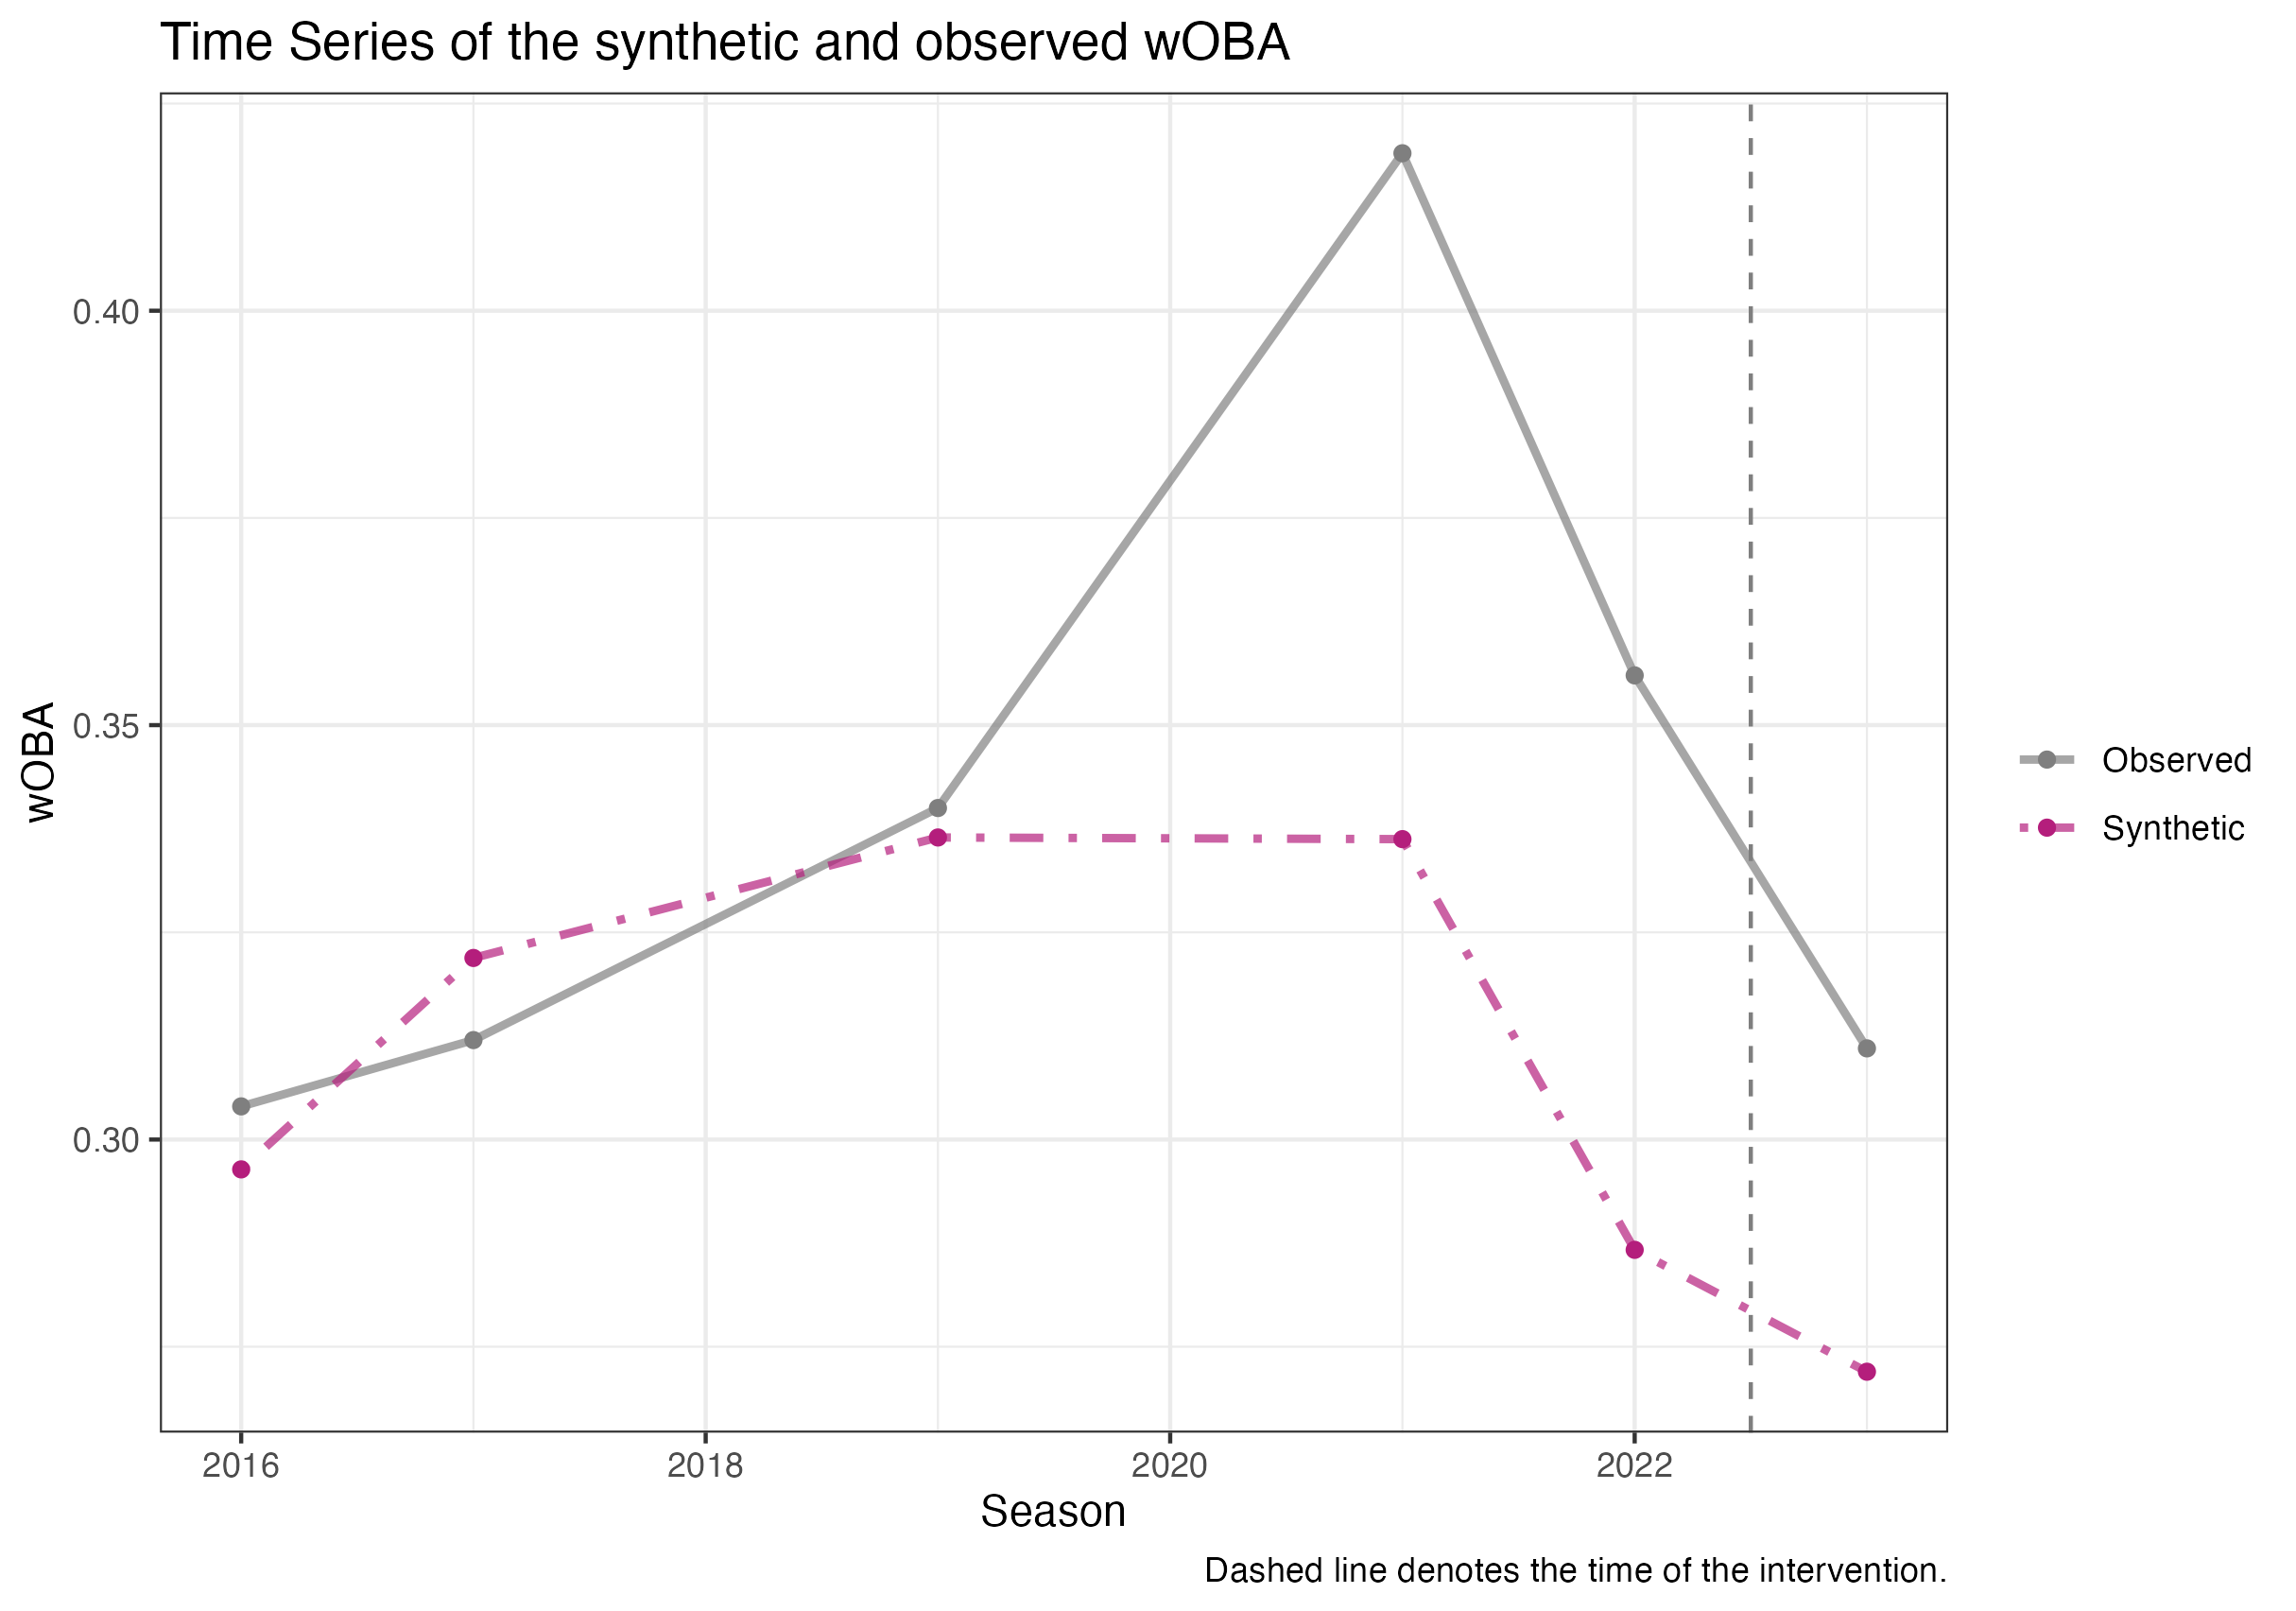 Time Series of the synthetic and observed wOBA
wOBA
0.40
0.35
0.30
2016
2018
2020
2022
Season
Observed
Synthetic
Dashed line denotes the time of the intervention.